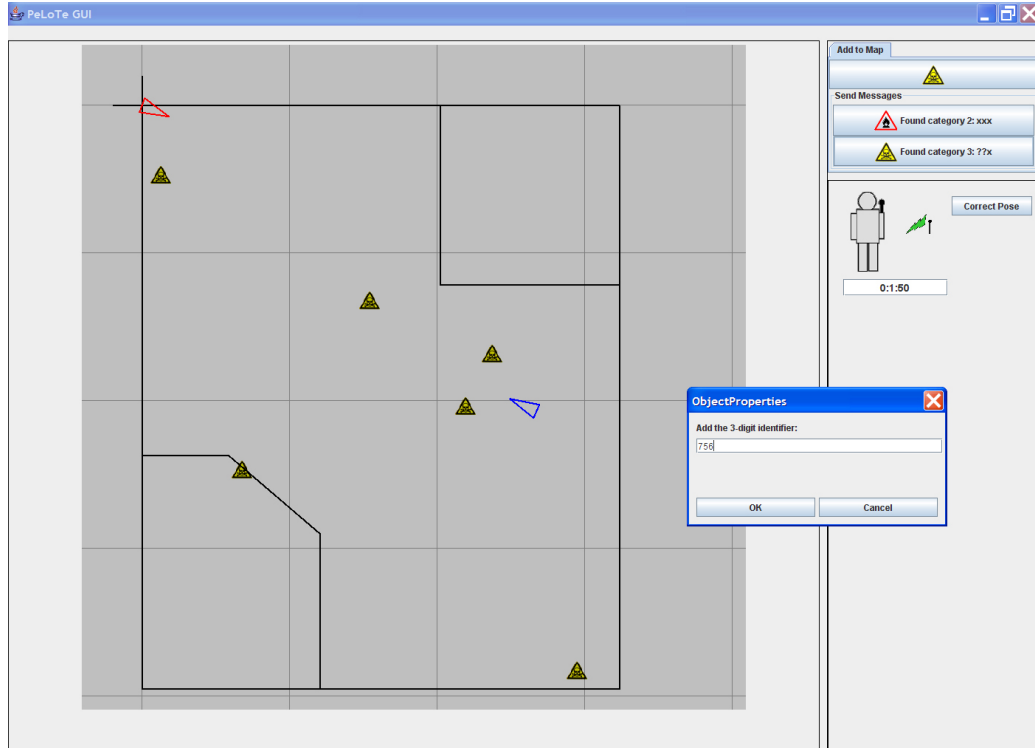 PeLoTe GUI
Add to Map
Send Messages
Found category 2: xxx
Found category 3: ??x
Correct Pose
0:1:50
ObjectProperties
Add the 3-digit identifier:
756
OK
Cancel